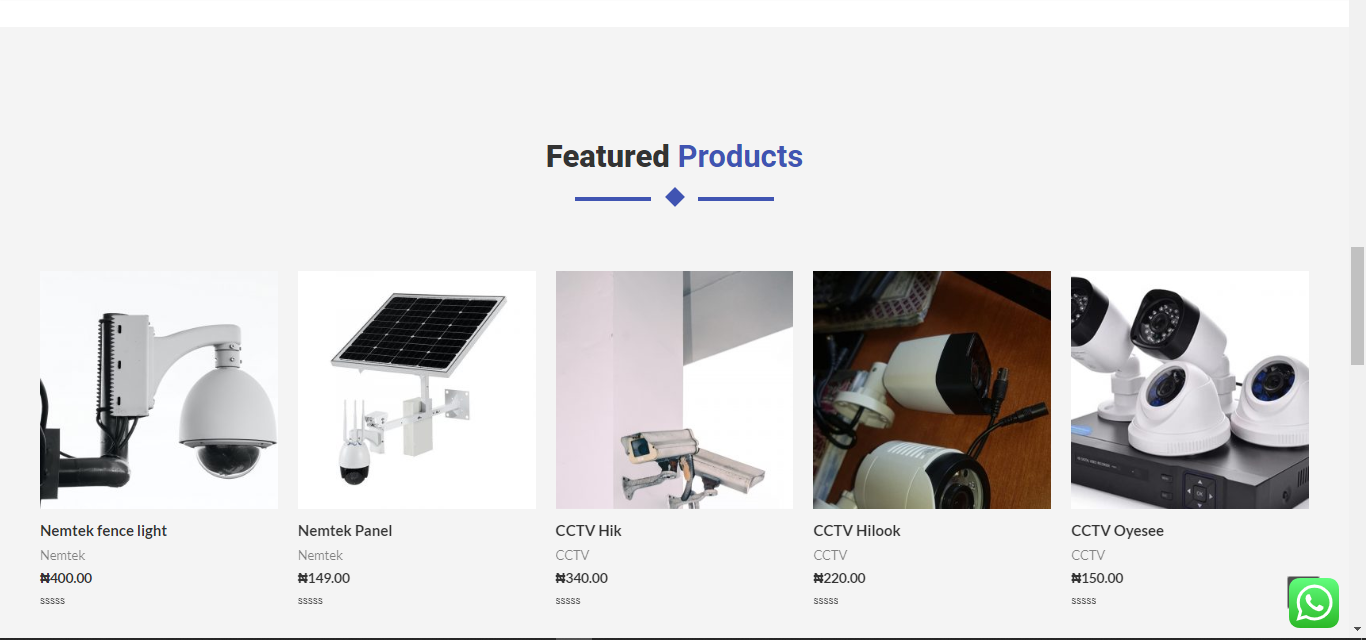 Featured Products
Nemtek fence light
Nemtek
₦400.00
sssss
Nemtek Panel
Nemtek
₦149.00
sssss
CCTV Hik
CCTV
₦340.00
sssss
CCTV Hilook
CCTV
₦220.00
sssss
CCTV Oyesee
CCTV
₦150.00
sssss